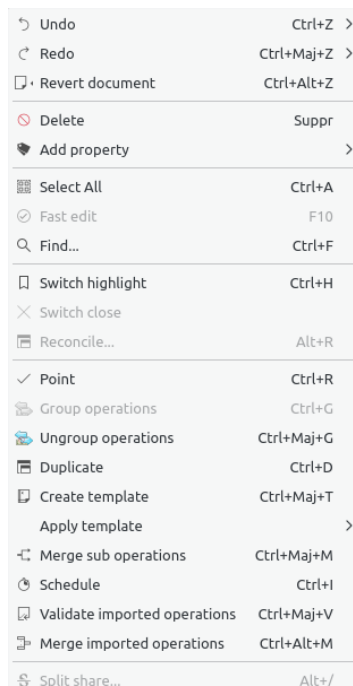 Undo Ctrl+Z
Redo Ctrl+Maj+Z
Revert document Ctrl+Alt+Z
Delete Suppr
Add property
Select All Ctrl+A
Fast edit F10
Find... Ctrl+F
Switch highlight Ctrl+H
Switch close
Reconcile... Alt+R
Point Ctrl+R
Group operations Ctrl+G
Ungroup operations Ctrl+Maj+G
Duplicate Ctrl+D
Create template Ctrl+Maj+T
Apply template
Merge sub operations Ctrl+Maj+M
Schedule Ctrl+I
Validate imported operations Ctrl+Maj+V
Merge imported operations Ctrl+Alt+M
Split share... Alt+/